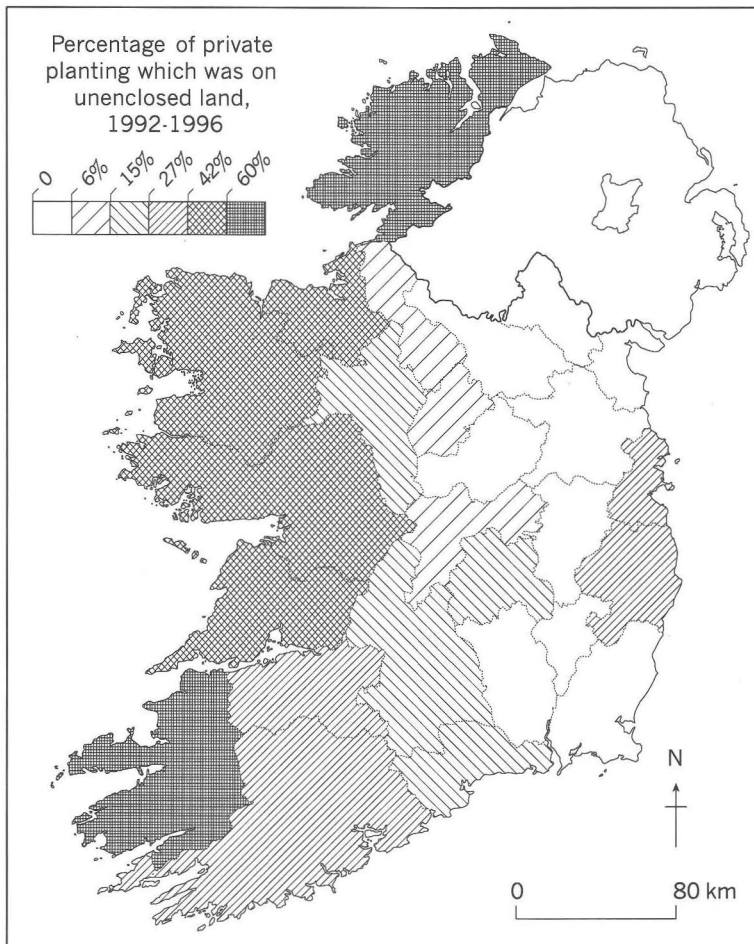 Percentage of private
planting which was on
unenclosed land,
1992-1996
0 6% 15% 27% 42% 60%
N
0 80 km